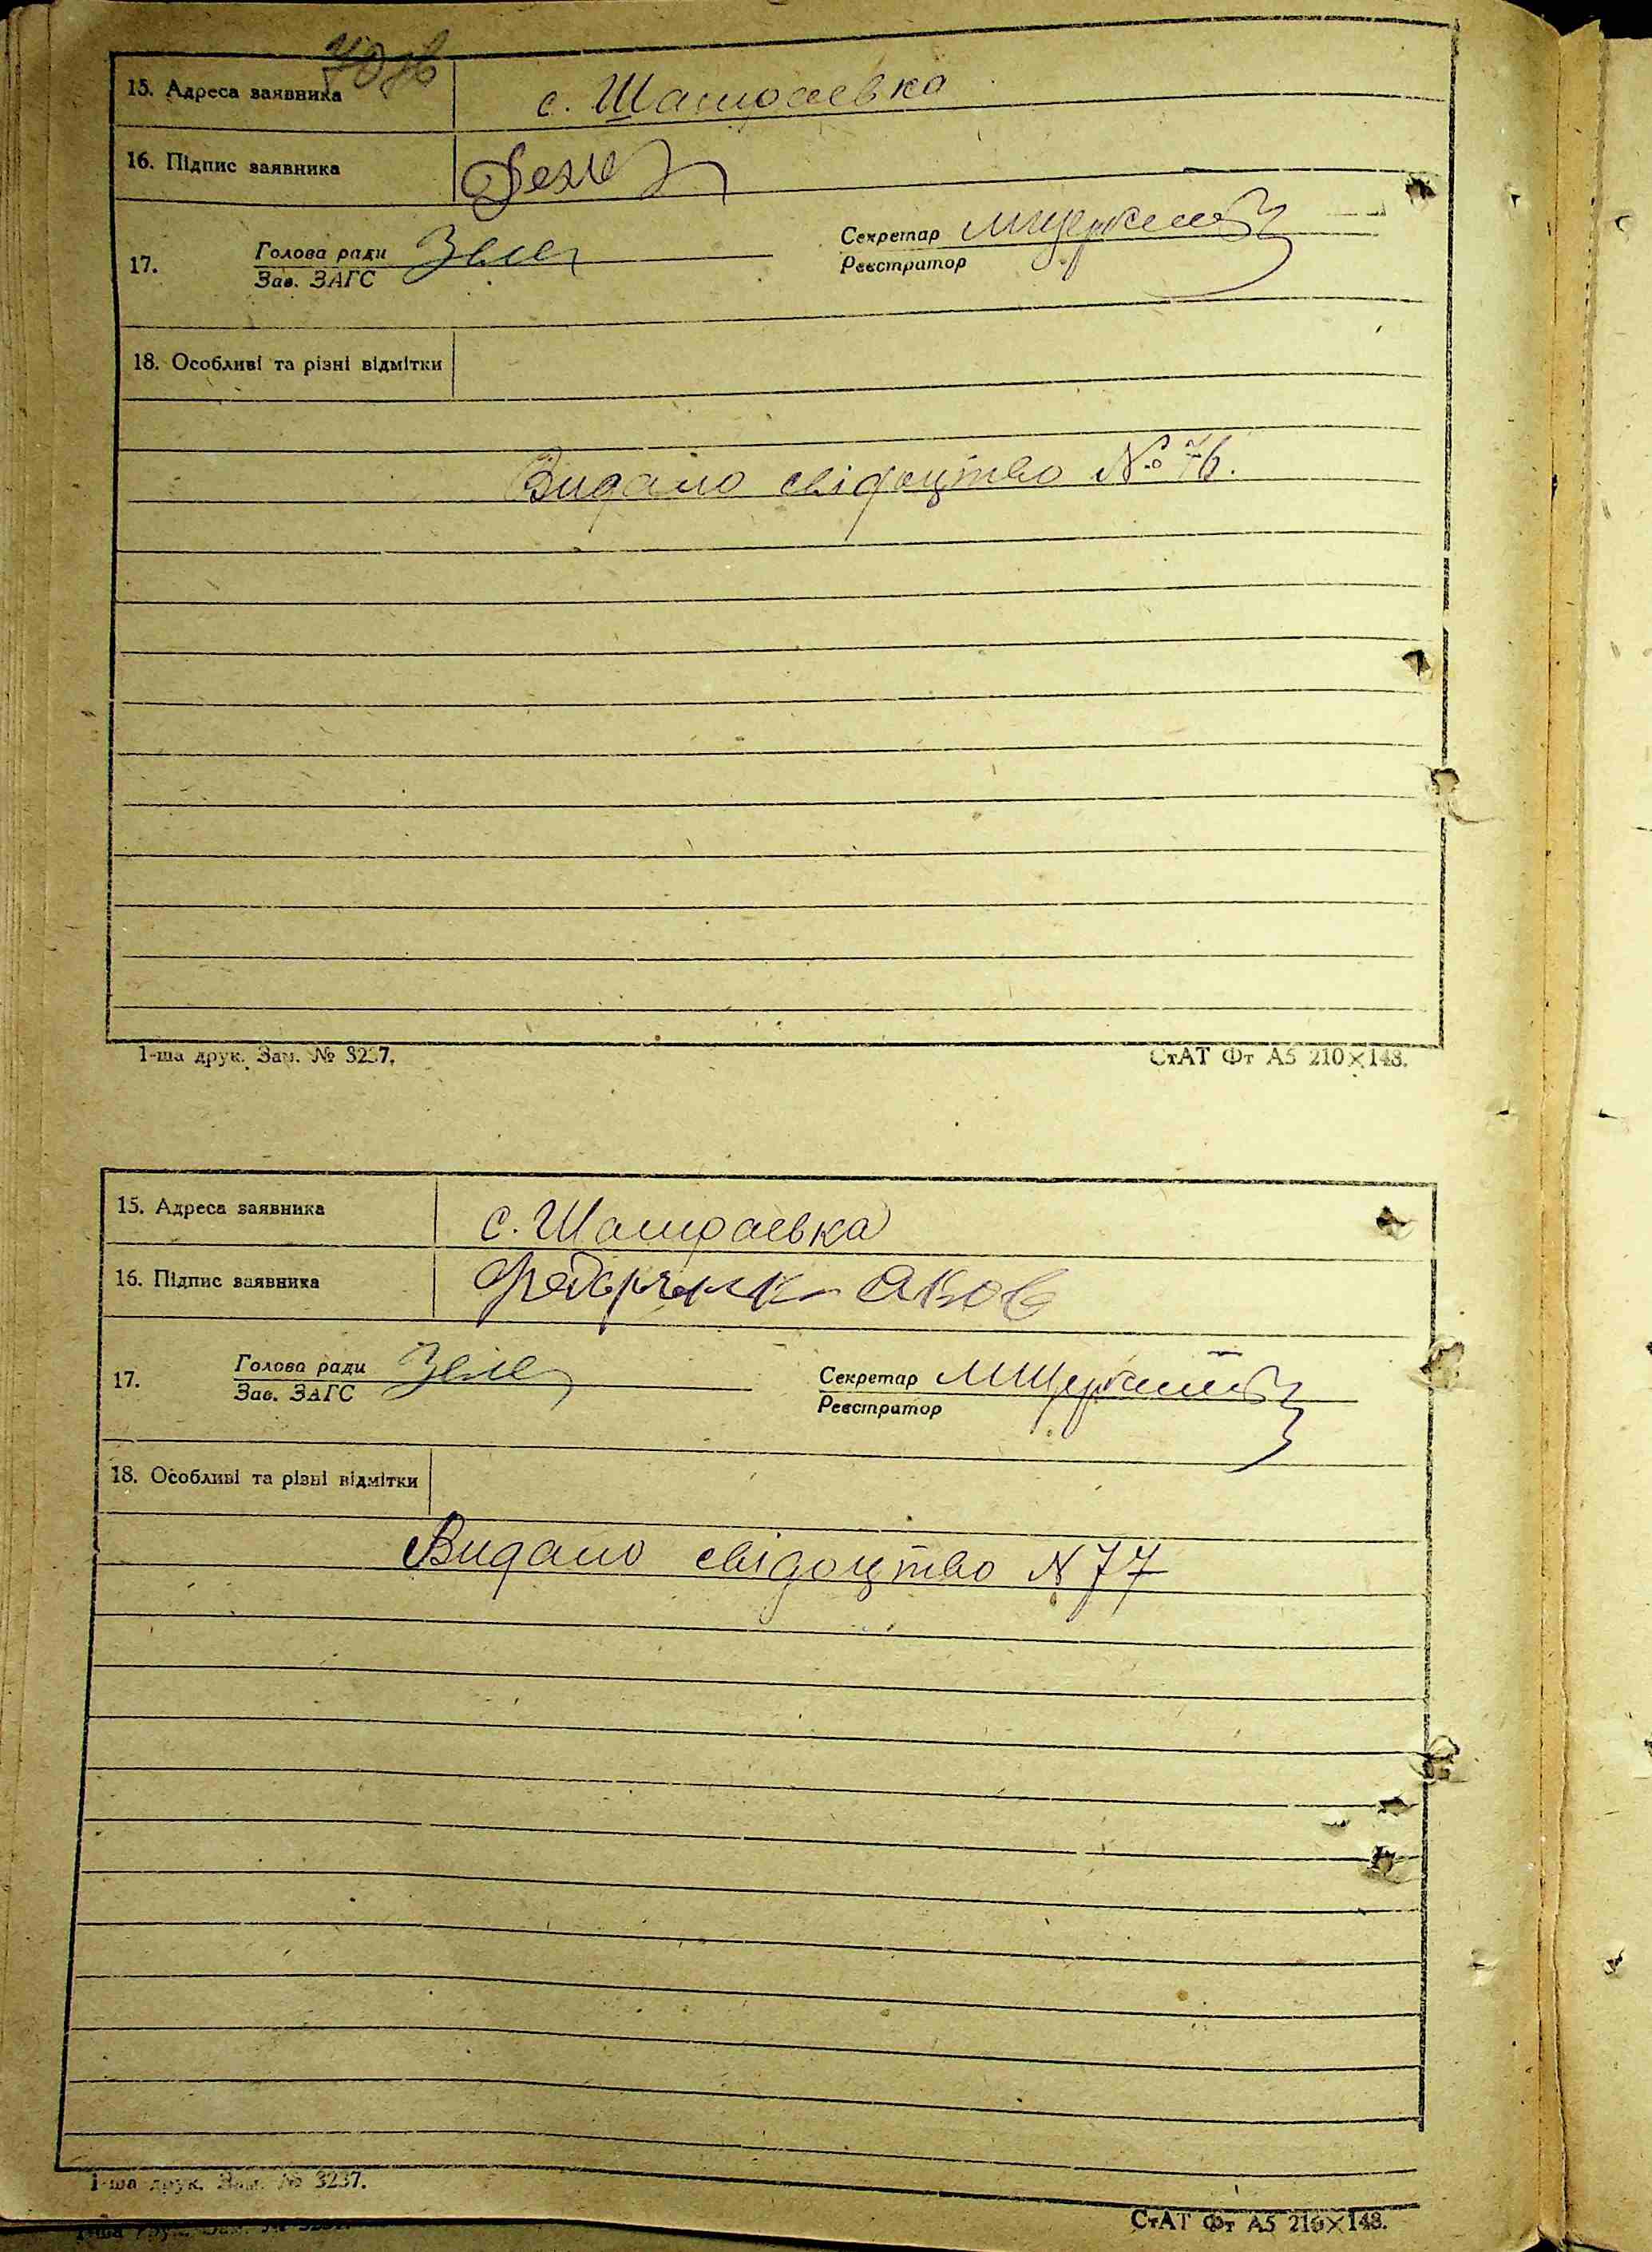 15. Адреса заявника с. Шамраевка
16. Підпис заявника
17. Голова ради Секретар
Зав. ЗАГС Реєстратор
18. Особливі та різні відмітки
Видано свідоцтво № 76.
1-ша друк. Зам. № 3237.
СтАТ Фт А5 210×148.
15. Адреса заявника с. Шамраевка
16. Підпис заявника
17. Голова ради Секретар
Зав. ЗАГС Реєстратор
18. Особливі та різні відмітки
Видано свідоцтво N 77
1-ша друк. Зам. № 3237.
СтАТ Фт А5 210×148.